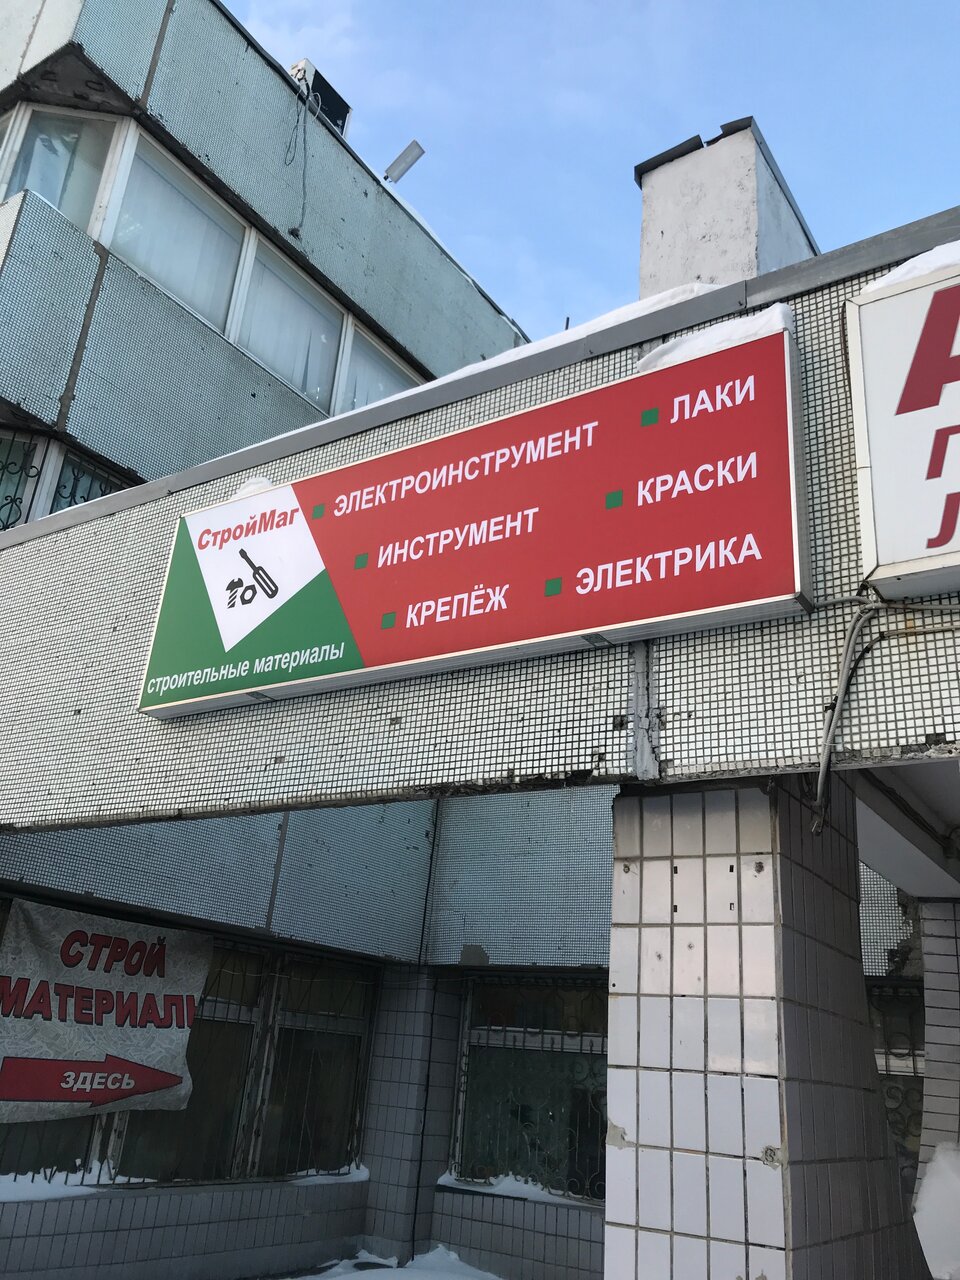 СтройМаг
строительные материалы
ЭЛЕКТРОИНСТРУМЕНТ
ИНСТРУМЕНТ
КРЕПЁЖ
ЛАКИ
КРАСКИ
ЭЛЕКТРИКА
СТРОЙ
МАТЕРИАЛЫ
ЗДЕСЬ